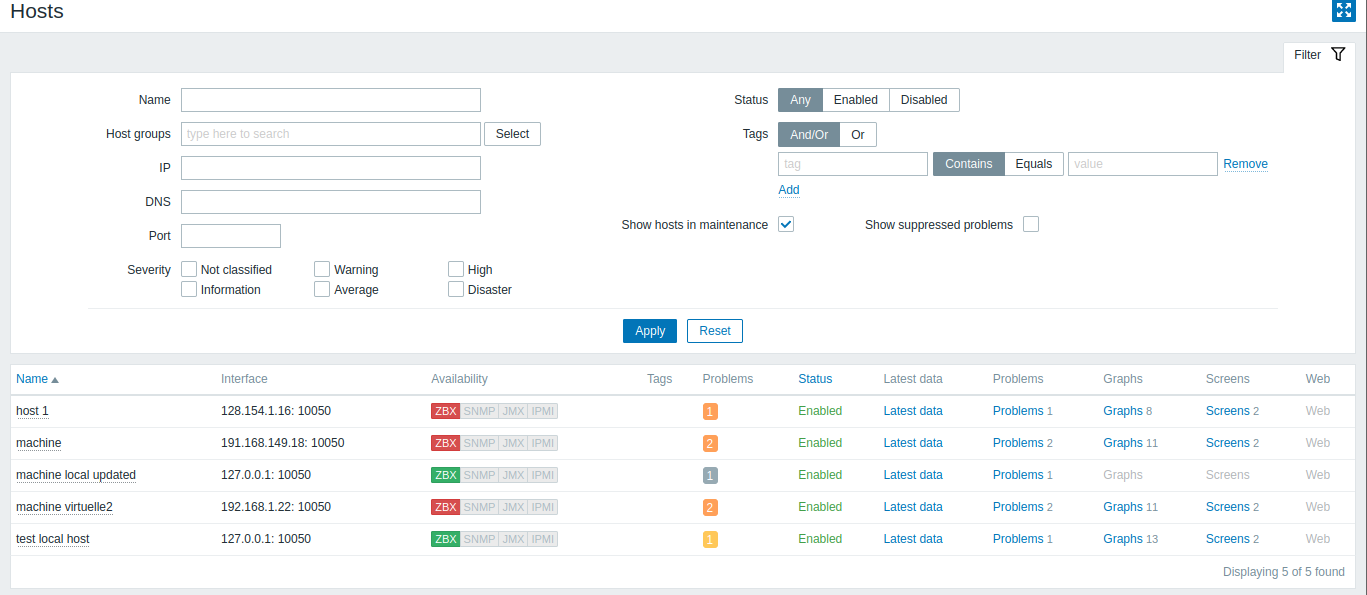 Hosts
Filter
Name
Host groups type here to search Select
IP
DNS
Port
Severity Not classified Warning High
Information Average Disaster
Status Any Enabled Disabled
Tags And/Or Or
tag Contains Equals value Remove
Add
Show hosts in maintenance Show suppressed problems
Apply Reset
Name Interface Availability Tags Problems Status Latest data Problems Graphs Screens Web
host 1 128.154.1.16: 10050 ZBX SNMP JMX IPMI 1 Enabled Latest data Problems 1 Graphs 8 Screens 2 Web
machine 191.168.149.18: 10050 ZBX SNMP JMX IPMI 2 Enabled Latest data Problems 2 Graphs 11 Screens 2 Web
machine local updated 127.0.0.1: 10050 ZBX SNMP JMX IPMI 1 Enabled Latest data Problems 1 Graphs Screens Web
machine virtuelle2 192.168.1.22: 10050 ZBX SNMP JMX IPMI 2 Enabled Latest data Problems 2 Graphs 11 Screens 2 Web
test local host 127.0.0.1: 10050 ZBX SNMP JMX IPMI 1 Enabled Latest data Problems 1 Graphs 13 Screens 2 Web
Displaying 5 of 5 found